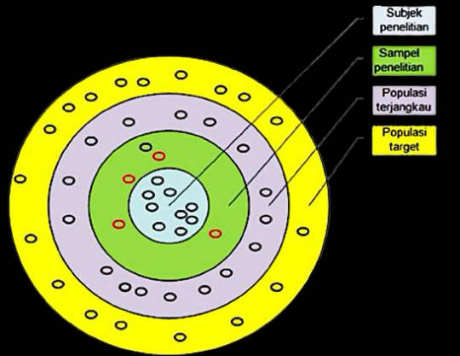 Subjek
penelitian
Sampel
penelitian
Populasi
terjangkau
Populasi
target